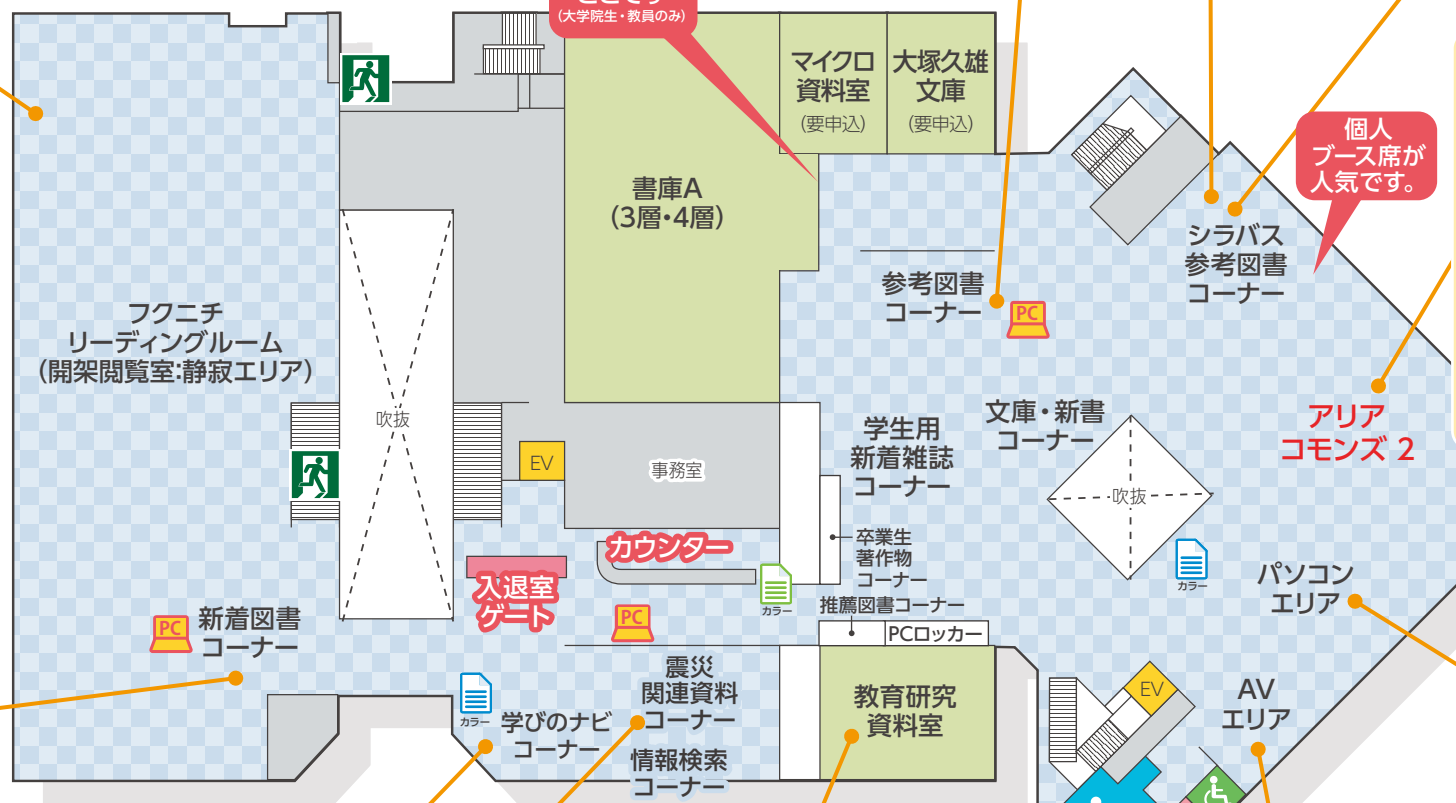 (大学院生・教員のみ)
マイクロ
資料室
(要申込)
大塚久雄
文庫
(要申込)
個人
ブース席が
人気です。
書庫A
(3層・4層)
シラバス
参考図書
コーナー
参考図書
コーナー
PC
フクニチ
リーディングルーム
(開架閲覧室:静寂エリア)
吹抜
EV
事務室
学生用
新着雑誌
コーナー
文庫・新書
コーナー
アリア
コモンズ 2
吹抜
カウンター
卒業生
著作物
コーナー
入退室
ゲート
カラー
カラー
パソコン
エリア
推薦図書コーナー
PCロッカー
PC
新着図書
コーナー
PC
震災
関連資料
コーナー
教育研究
資料室
EV
AV
エリア
カラー
学びのナビ
コーナー
情報検索
コーナー